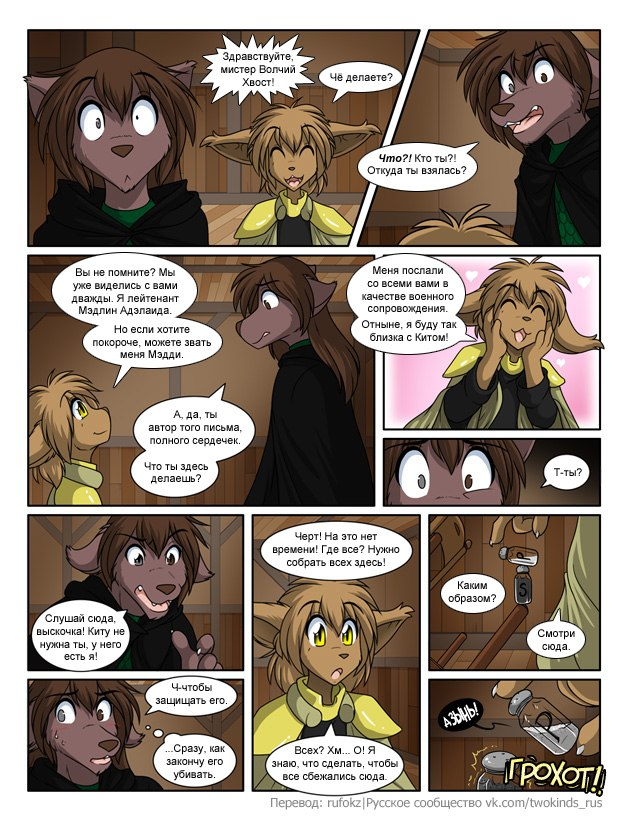 Здравствуйте,
мистер Волчий
Хвост!
Чё делаете?
Что?! Кто ты?!
Откуда ты
взялась?
Вы не помните? Мы
уже виделись с вами
дважды. Я лейтенант
Мэдлин Адэлаида.
Но если хотите
покороче, можете звать
меня Мэдди.
А, да, ты
автор того письма,
полного сердечек.
Что ты здесь
делаешь?
Меня послали
со всеми вами в
качестве военного
сопровождения.
Отныне, я буду так
близка с Китом!
Т-ты?
Слушай сюда,
выскочка! Киту не
нужна ты, у него
есть я!
Ч-чтобы
защищать его.
...Сразу, как
закончу его
убивать.
Черт! На это нет
времени! Где все? Нужно
собрать всех здесь!
Всех? Хм... О! Я
знаю, что сделать, чтобы
все сбежались сюда.
Каким
образом?
S
Смотри
сюда.
АЗЫНЬ!
P
ГРОХОТ!!
Перевод: rufokz|Русское сообщество vk.com/twokinds_rus